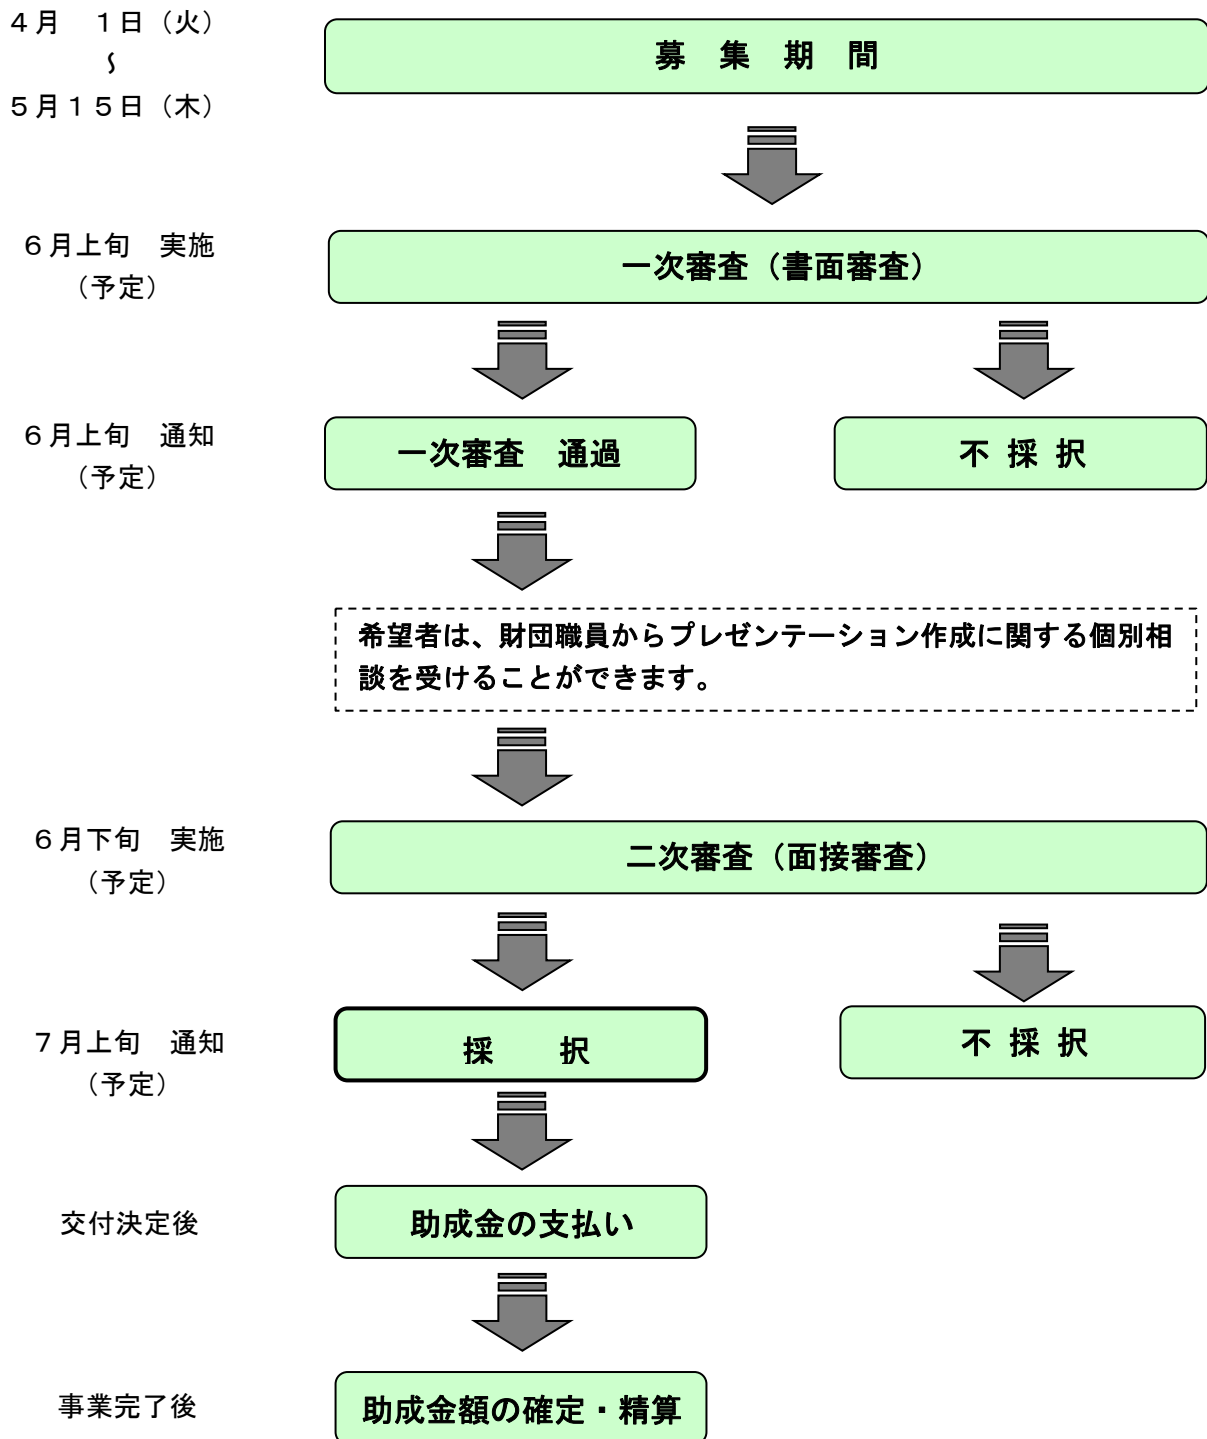 ４月　１日（火）
～
５月１５日（木）
募　集　期　間
６月上旬　実施
（予定）
一次審査（書面審査）
６月上旬　通知
（予定）
一次審査　通過
不 採 択
希望者は、財団職員からプレゼンテーション作成に関する個別相
談を受けることができます。
６月下旬　実施
（予定）
二次審査（面接審査）
７月上旬　通知
（予定）
採　　択
不 採 択
交付決定後
助成金の支払い
事業完了後
助成金額の確定・精算